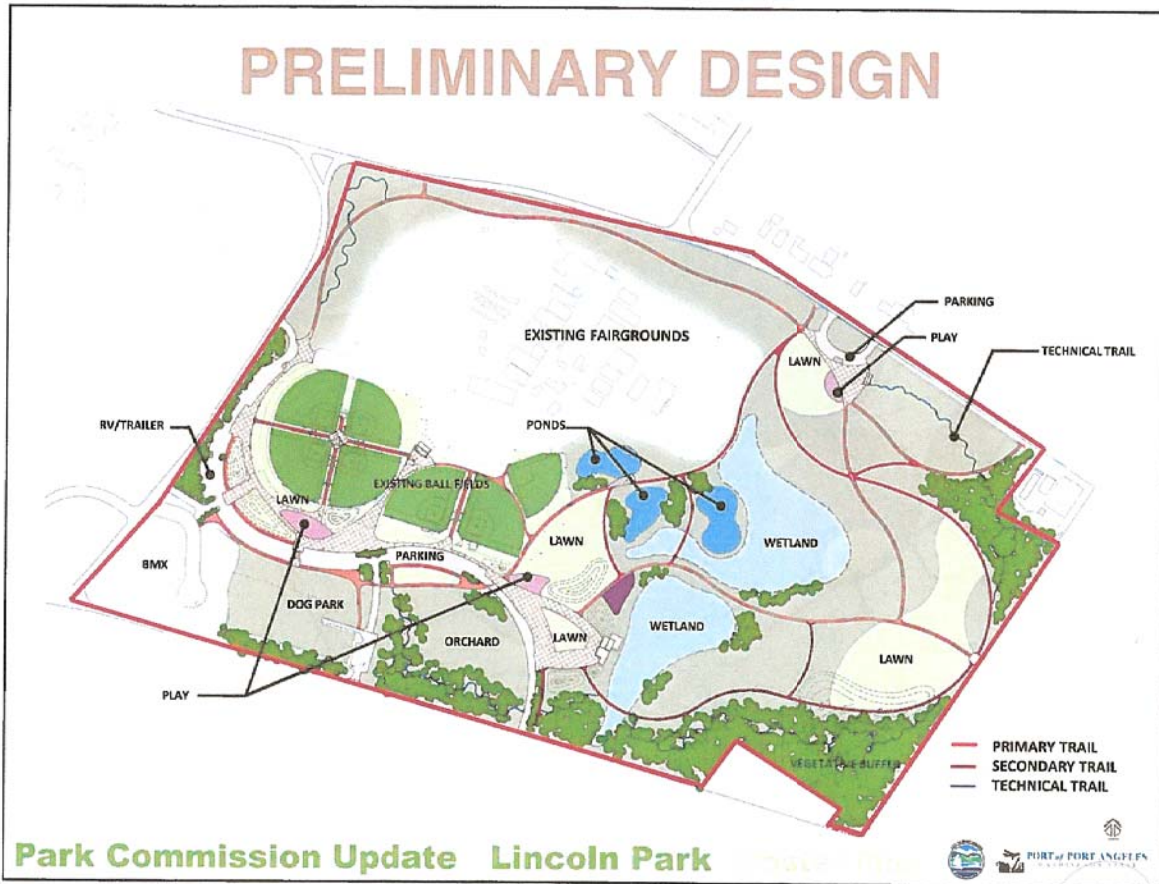 PRELIMINARY DESIGN
PARKING
PLAY
TECHNICAL TRAIL
EXISTING FAIRGROUNDS
LAWN
RV/TRAILER
PONDS
EXISTING BALL FIELDS
LAWN
LAWN
WETLAND
BMX
PARKING
DOG PARK
ORCHARD
LAWN
WETLAND
LAWN
PLAY
VEGETATIVE BUFFER
PRIMARY TRAIL
SECONDARY TRAIL
TECHNICAL TRAIL
Park Commission Update Lincoln Park
PORT of PORT ANGELES